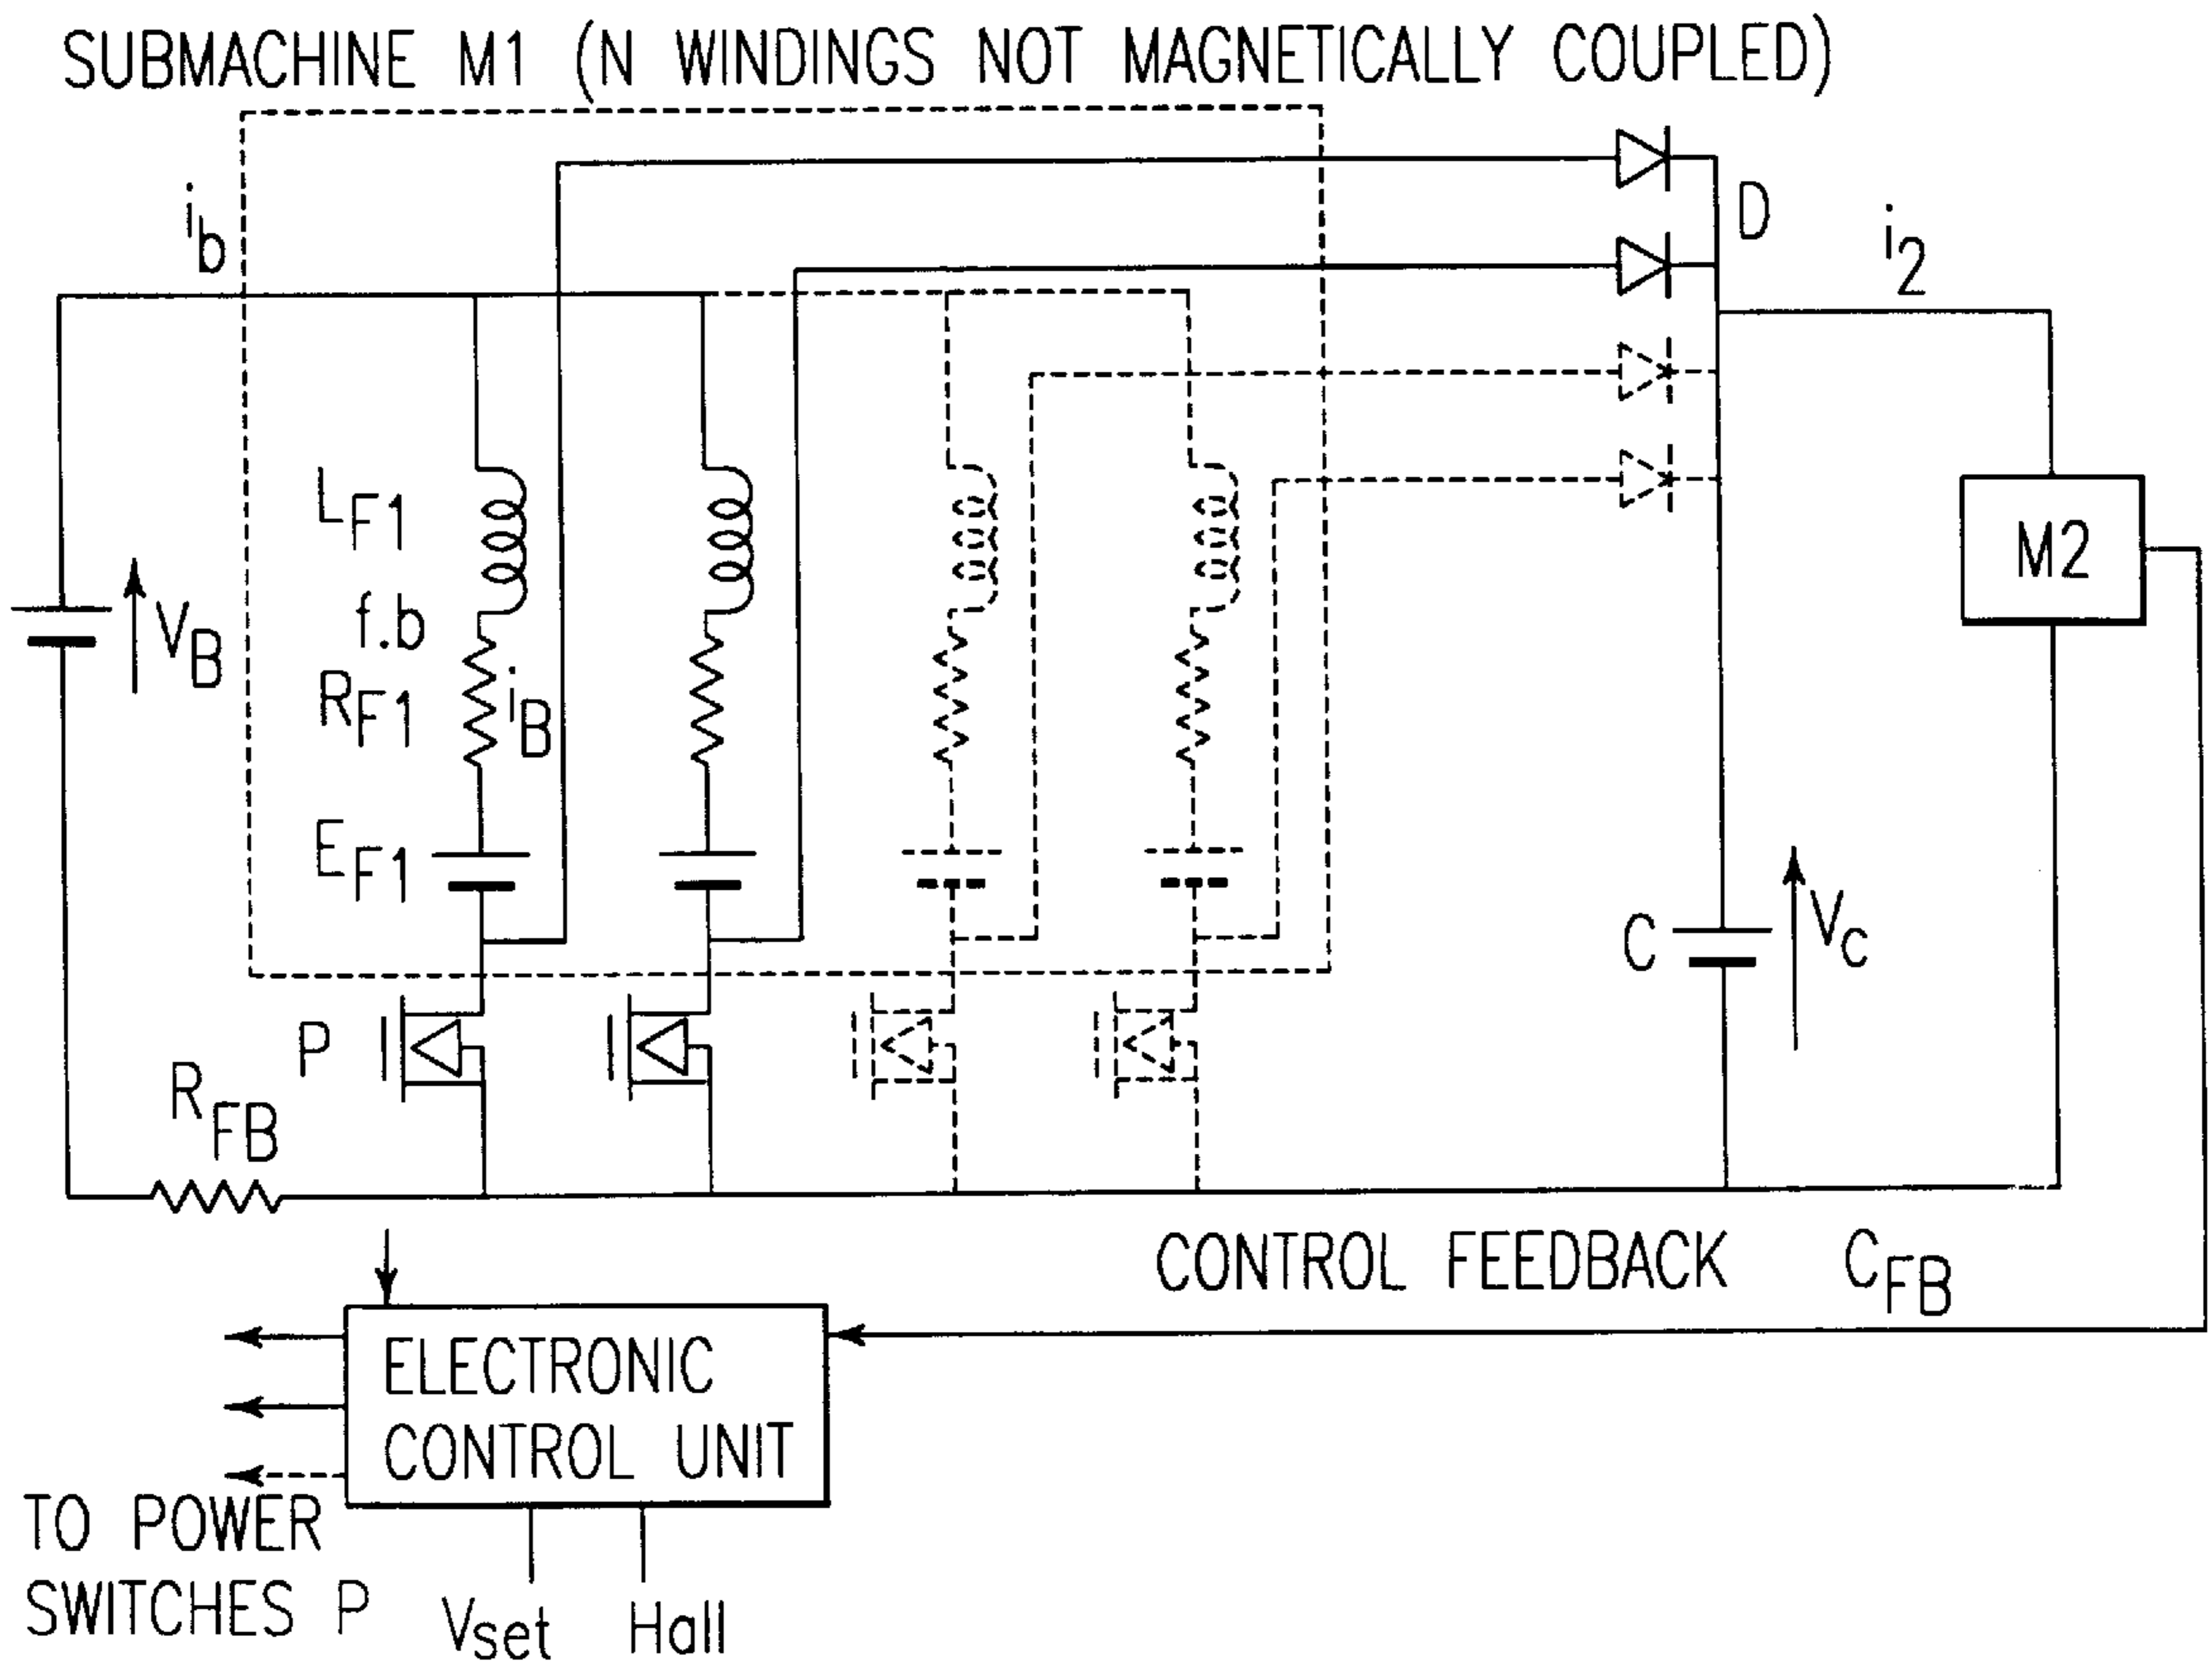 SUBMACHINE M1 (N WINDINGS NOT MAGNETICALLY COUPLED)
ib
D
i2
LF1
f.b
RF1
iB
VB
M2
EF1
C
Vc
P
RFB
CONTROL FEEDBACK CFB
ELECTRONIC
CONTROL UNIT
TO POWER
SWITCHES P
Vset
Hall